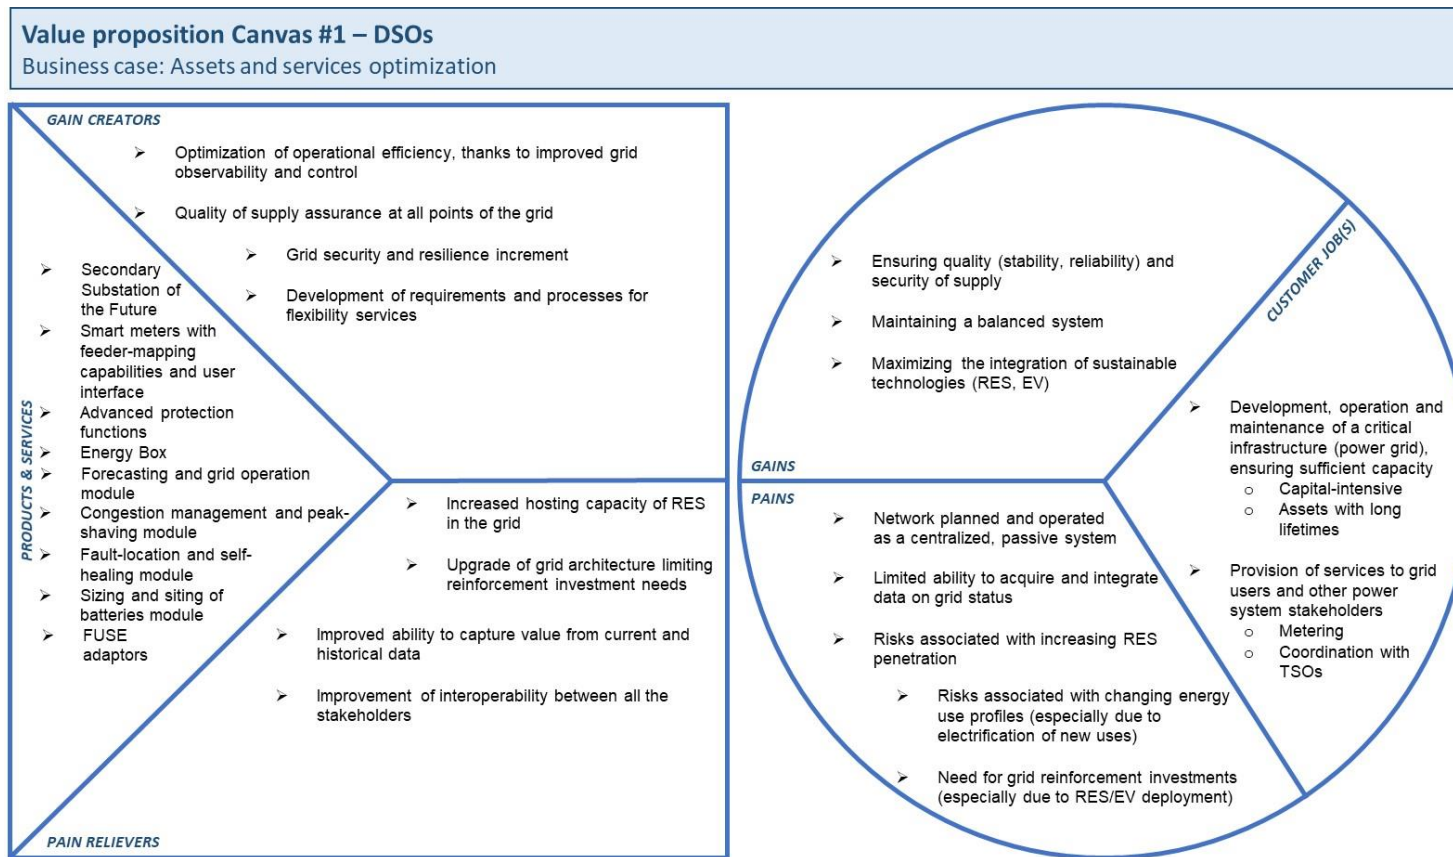 Value proposition Canvas #1 – DSOs
Business case: Assets and services optimization
GAIN CREATORS
➢ Optimization of operational efficiency, thanks to improved grid
observability and control
➢ Quality of supply assurance at all points of the grid
➢ Grid security and resilience increment
➢ Development of requirements and processes for
flexibility services
PRODUCTS & SERVICES
➢ Secondary
Substation of
the Future
➢ Smart meters with
feeder-mapping
capabilities and user
interface
➢ Advanced protection
functions
➢ Energy Box
➢ Forecasting and grid operation
module
➢ Congestion management and peak-
shaving module
➢ Fault-location and self-
healing module
➢ Sizing and siting of
batteries module
➢ FUSE
adaptors
➢ Increased hosting capacity of RES
in the grid
➢ Upgrade of grid architecture limiting
reinforcement investment needs
➢ Improved ability to capture value from current and
historical data
➢ Improvement of interoperability between all the
stakeholders
PAIN RELIEVERS
➢ Ensuring quality (stability, reliability) and
security of supply
➢ Maintaining a balanced system
➢ Maximizing the integration of sustainable
technologies (RES, EV)
GAINS
PAINS
➢ Network planned and operated
as a centralized, passive system
➢ Limited ability to acquire and integrate
data on grid status
➢ Risks associated with increasing RES
penetration
➢ Risks associated with changing energy
use profiles (especially due to
electrification of new uses)
➢ Need for grid reinforcement investments
(especially due to RES/EV deployment)
CUSTOMER JOB(S)
➢ Development, operation and
maintenance of a critical
infrastructure (power grid),
ensuring sufficient capacity
o Capital-intensive
o Assets with long
lifetimes
➢ Provision of services to grid
users and other power
system stakeholders
o Metering
o Coordination with
TSOs